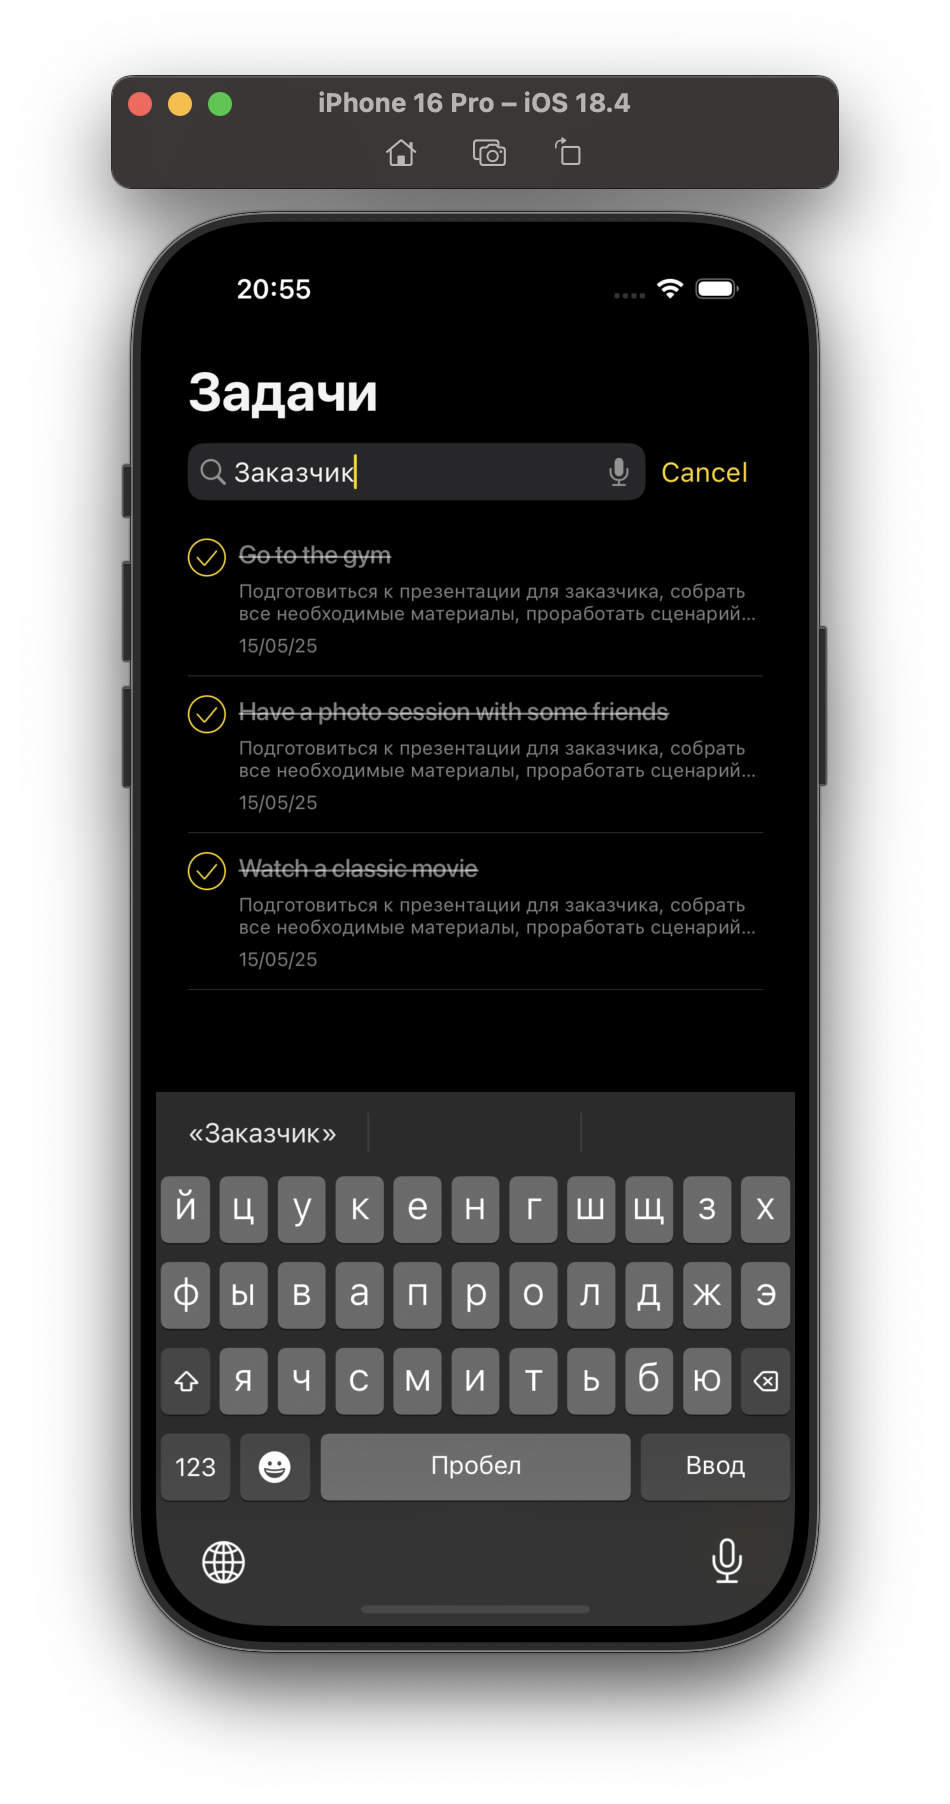 iPhone 16 Pro – iOS 18.4
20:55
Задачи
Заказчик
Cancel
Go to the gym
Подготовиться к презентации для заказчика, собрать
все необходимые материалы, проработать сценарий...
15/05/25
Have a photo session with some friends
Подготовиться к презентации для заказчика, собрать
все необходимые материалы, проработать сценарий...
15/05/25
Watch a classic movie
Подготовиться к презентации для заказчика, собрать
все необходимые материалы, проработать сценарий...
15/05/25
«Заказчик»
й ц у к е н г ш щ з х
ф ы в а п р о л д ж э
я ч с м и т ь б ю
123 Пробел Ввод